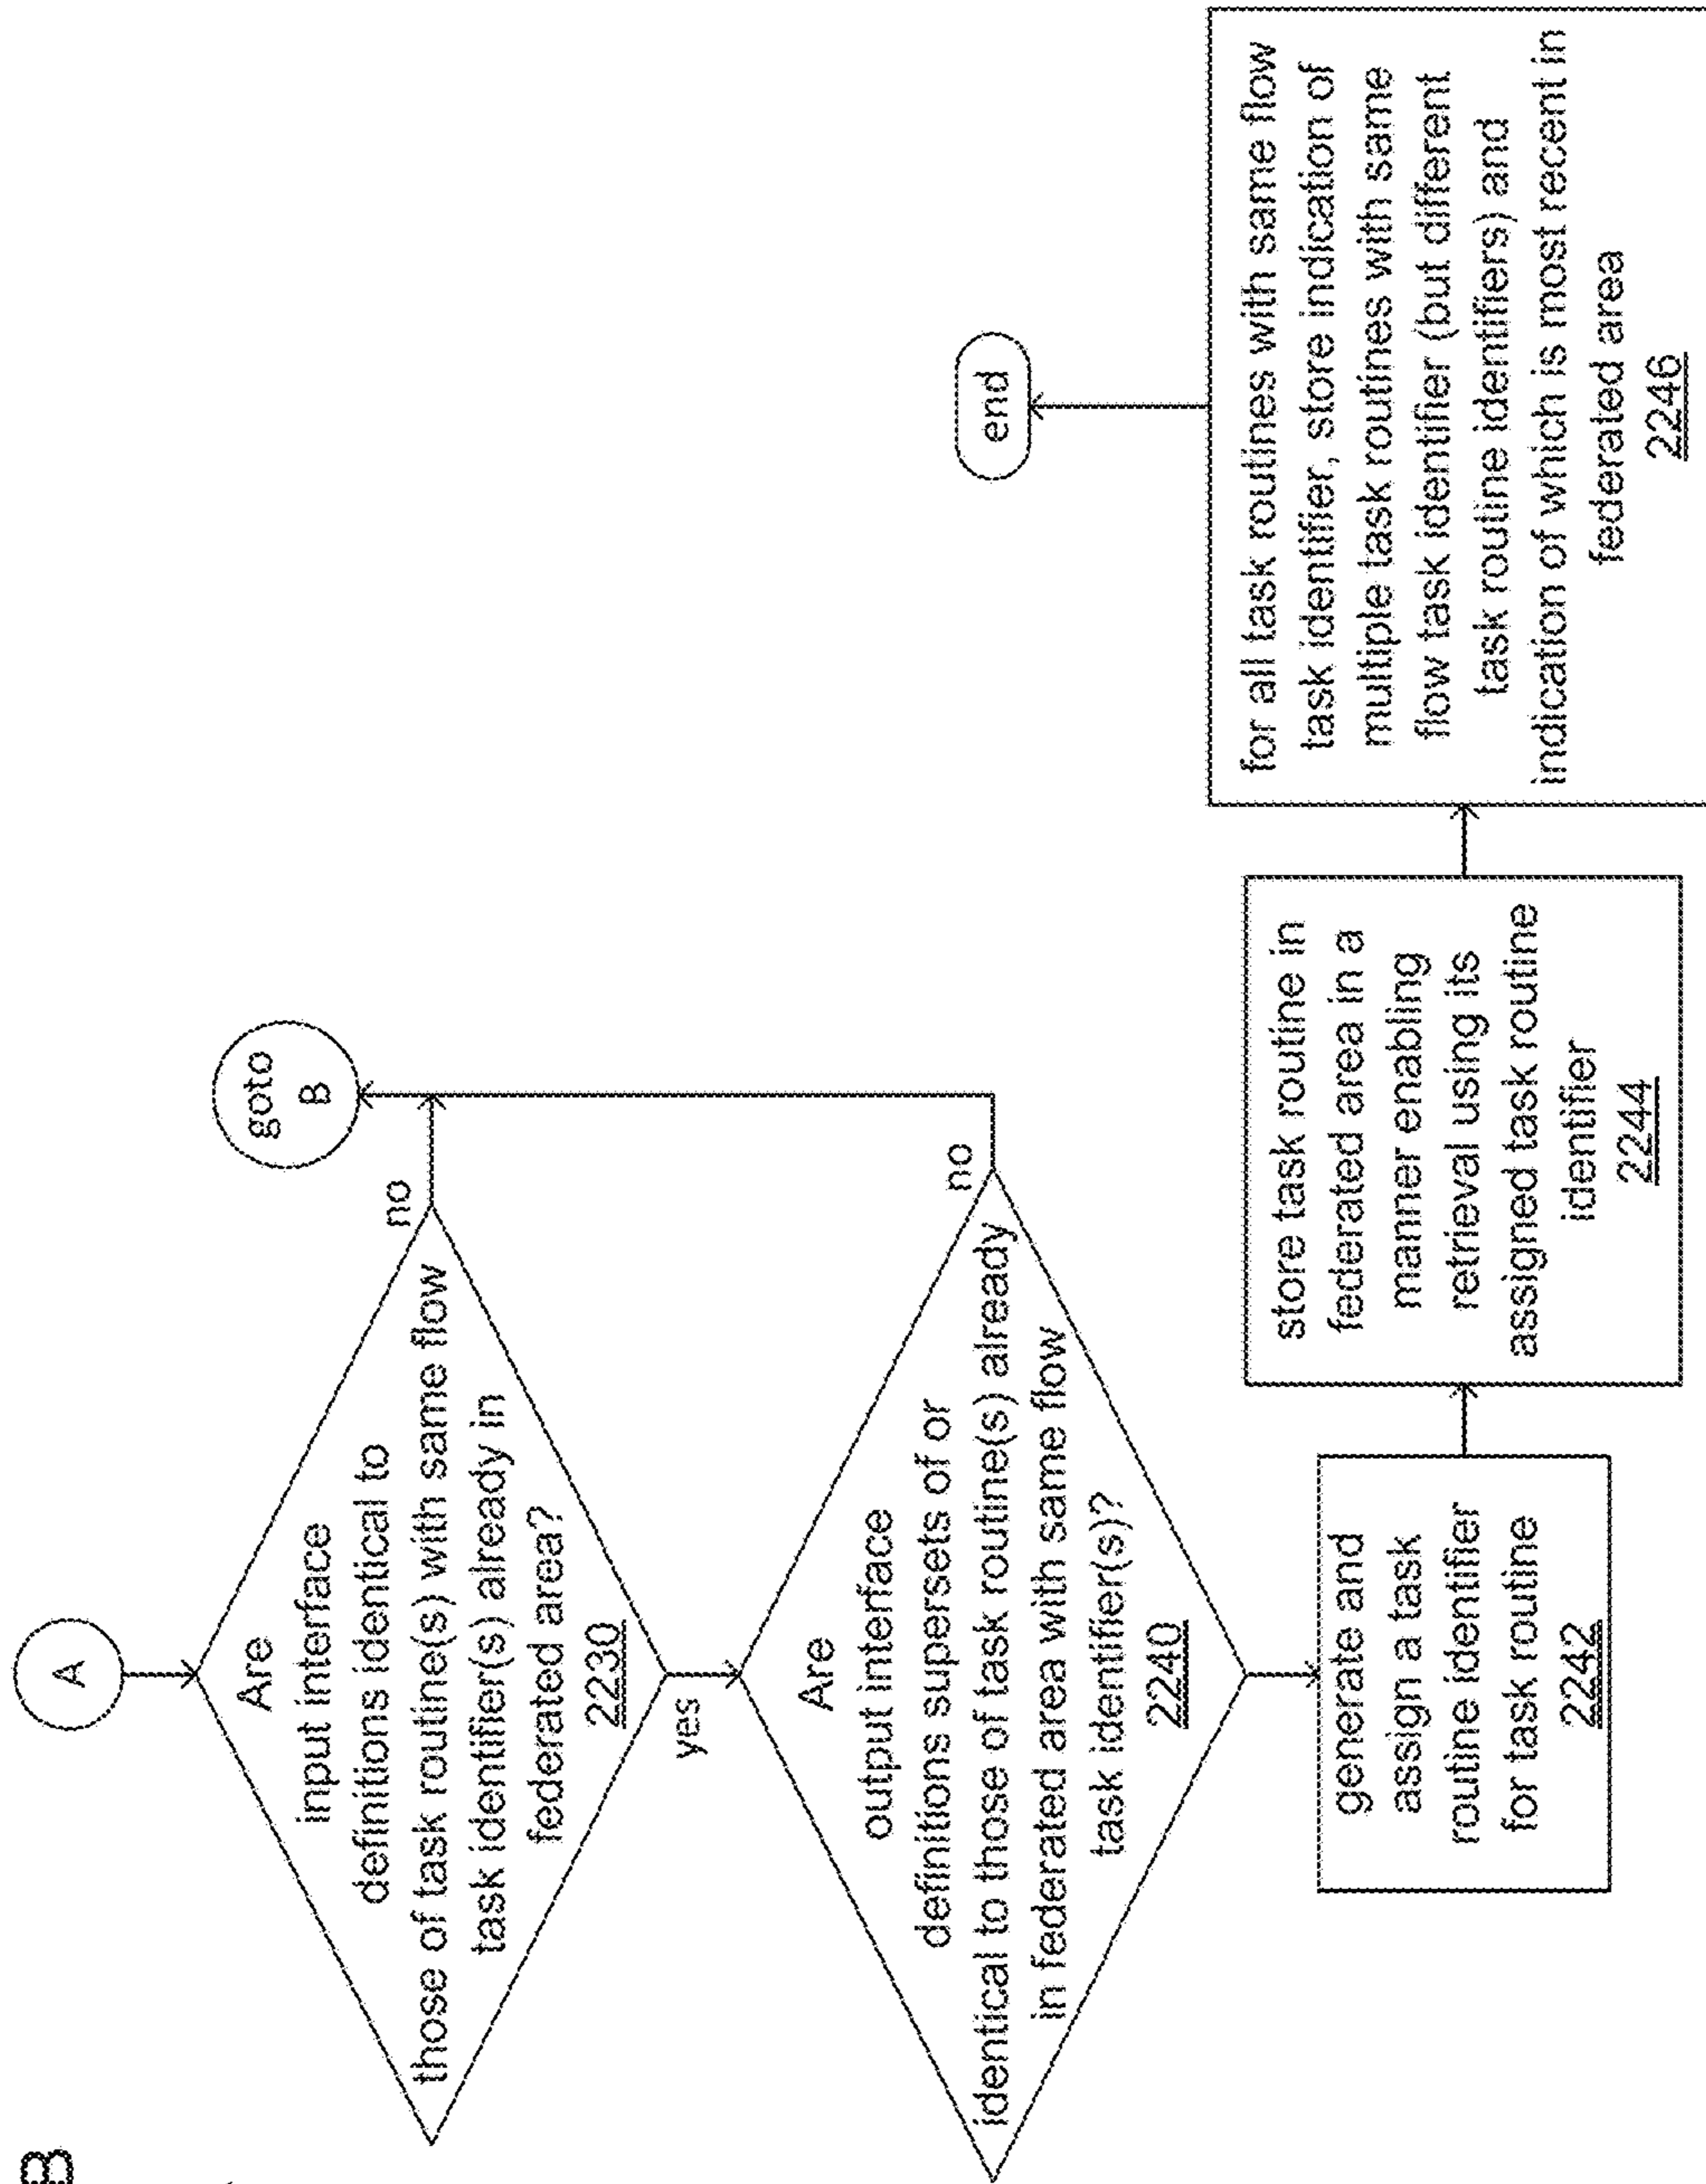 A
Are
input interface
definitions identical to
those of task routine(s) with same flow
task identifier(s) already in
federated area?
2230
no
goto
B
yes
Are
output interface
definitions supersets of or
identical to those of task routine(s) already
in federated area with same flow
task identifier(s)?
2240
no
generate and
assign a task
routine identifier
for task routine
2242
store task routine in
federated area in a
manner enabling
retrieval using its
assigned task routine
identifier
2244
for all task routines with same flow
task identifier, store indication of
multiple task routines with same
flow task identifier (but different
task routine identifiers) and
indication of which is most recent in
federated area
2246
end